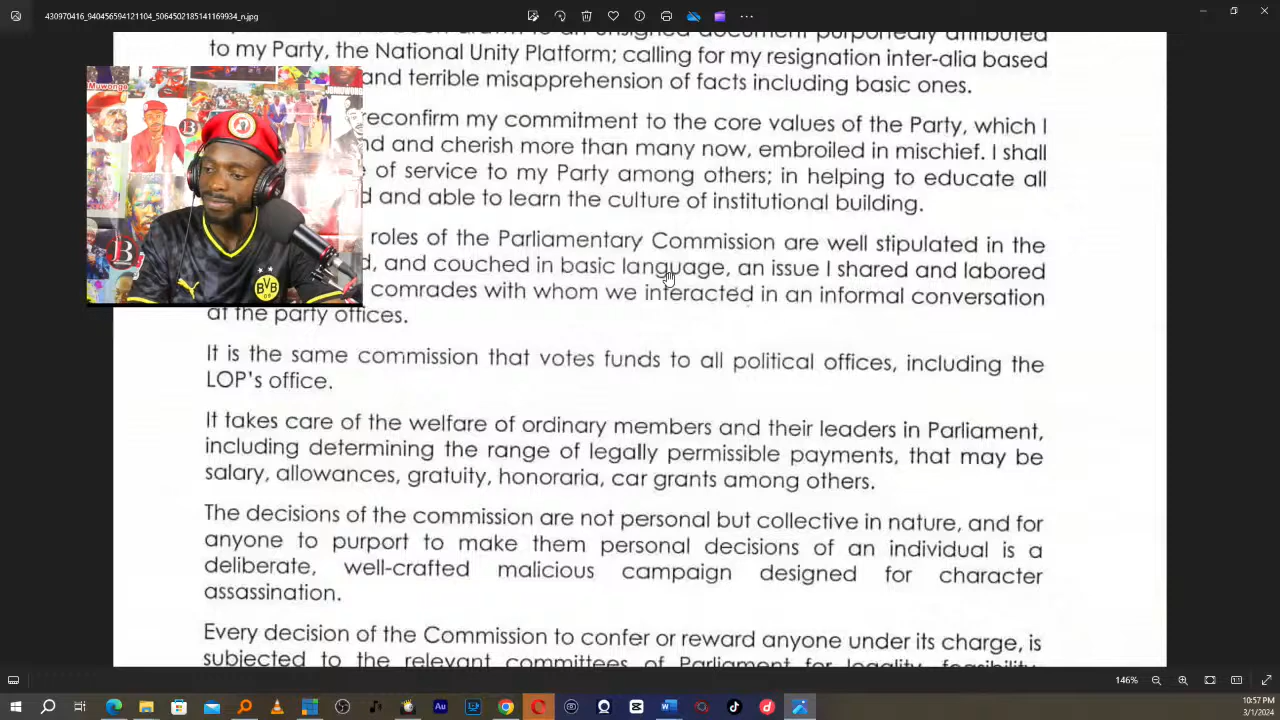 430970416_940456594121104_5064502185141169934_n.jpg
to my Party, the National Unity Platform; calling for my resignation inter-alia based
and terrible misapprehension of facts including basic ones.
reconfirm my commitment to the core values of the Party, which I
nd and cherish more than many now, embroiled in mischief. I shall
of service to my Party among others; in helping to educate all
d and able to learn the culture of institutional building.
roles of the Parliamentary Commission are well stipulated in the
d, and couched in basic language, an issue I shared and labored
comrades with whom we interacted in an informal conversation
at the party offices.
It is the same commission that votes funds to all political offices, including the
LOP's office.
It takes care of the welfare of ordinary members and their leaders in Parliament,
including determining the range of legally permissible payments, that may be
salary, allowances, gratuity, honoraria, car grants among others.
The decisions of the commission are not personal but collective in nature, and for
anyone to purport to make them personal decisions of an individual is a
deliberate, well-crafted malicious campaign designed for character
assassination.
Every decision of the Commission to confer or reward anyone under its charge, is
subjected to the relevant committees of Parliament for legality, feasibility,
BVB
09
146%
10:57 PM
3/1/2024